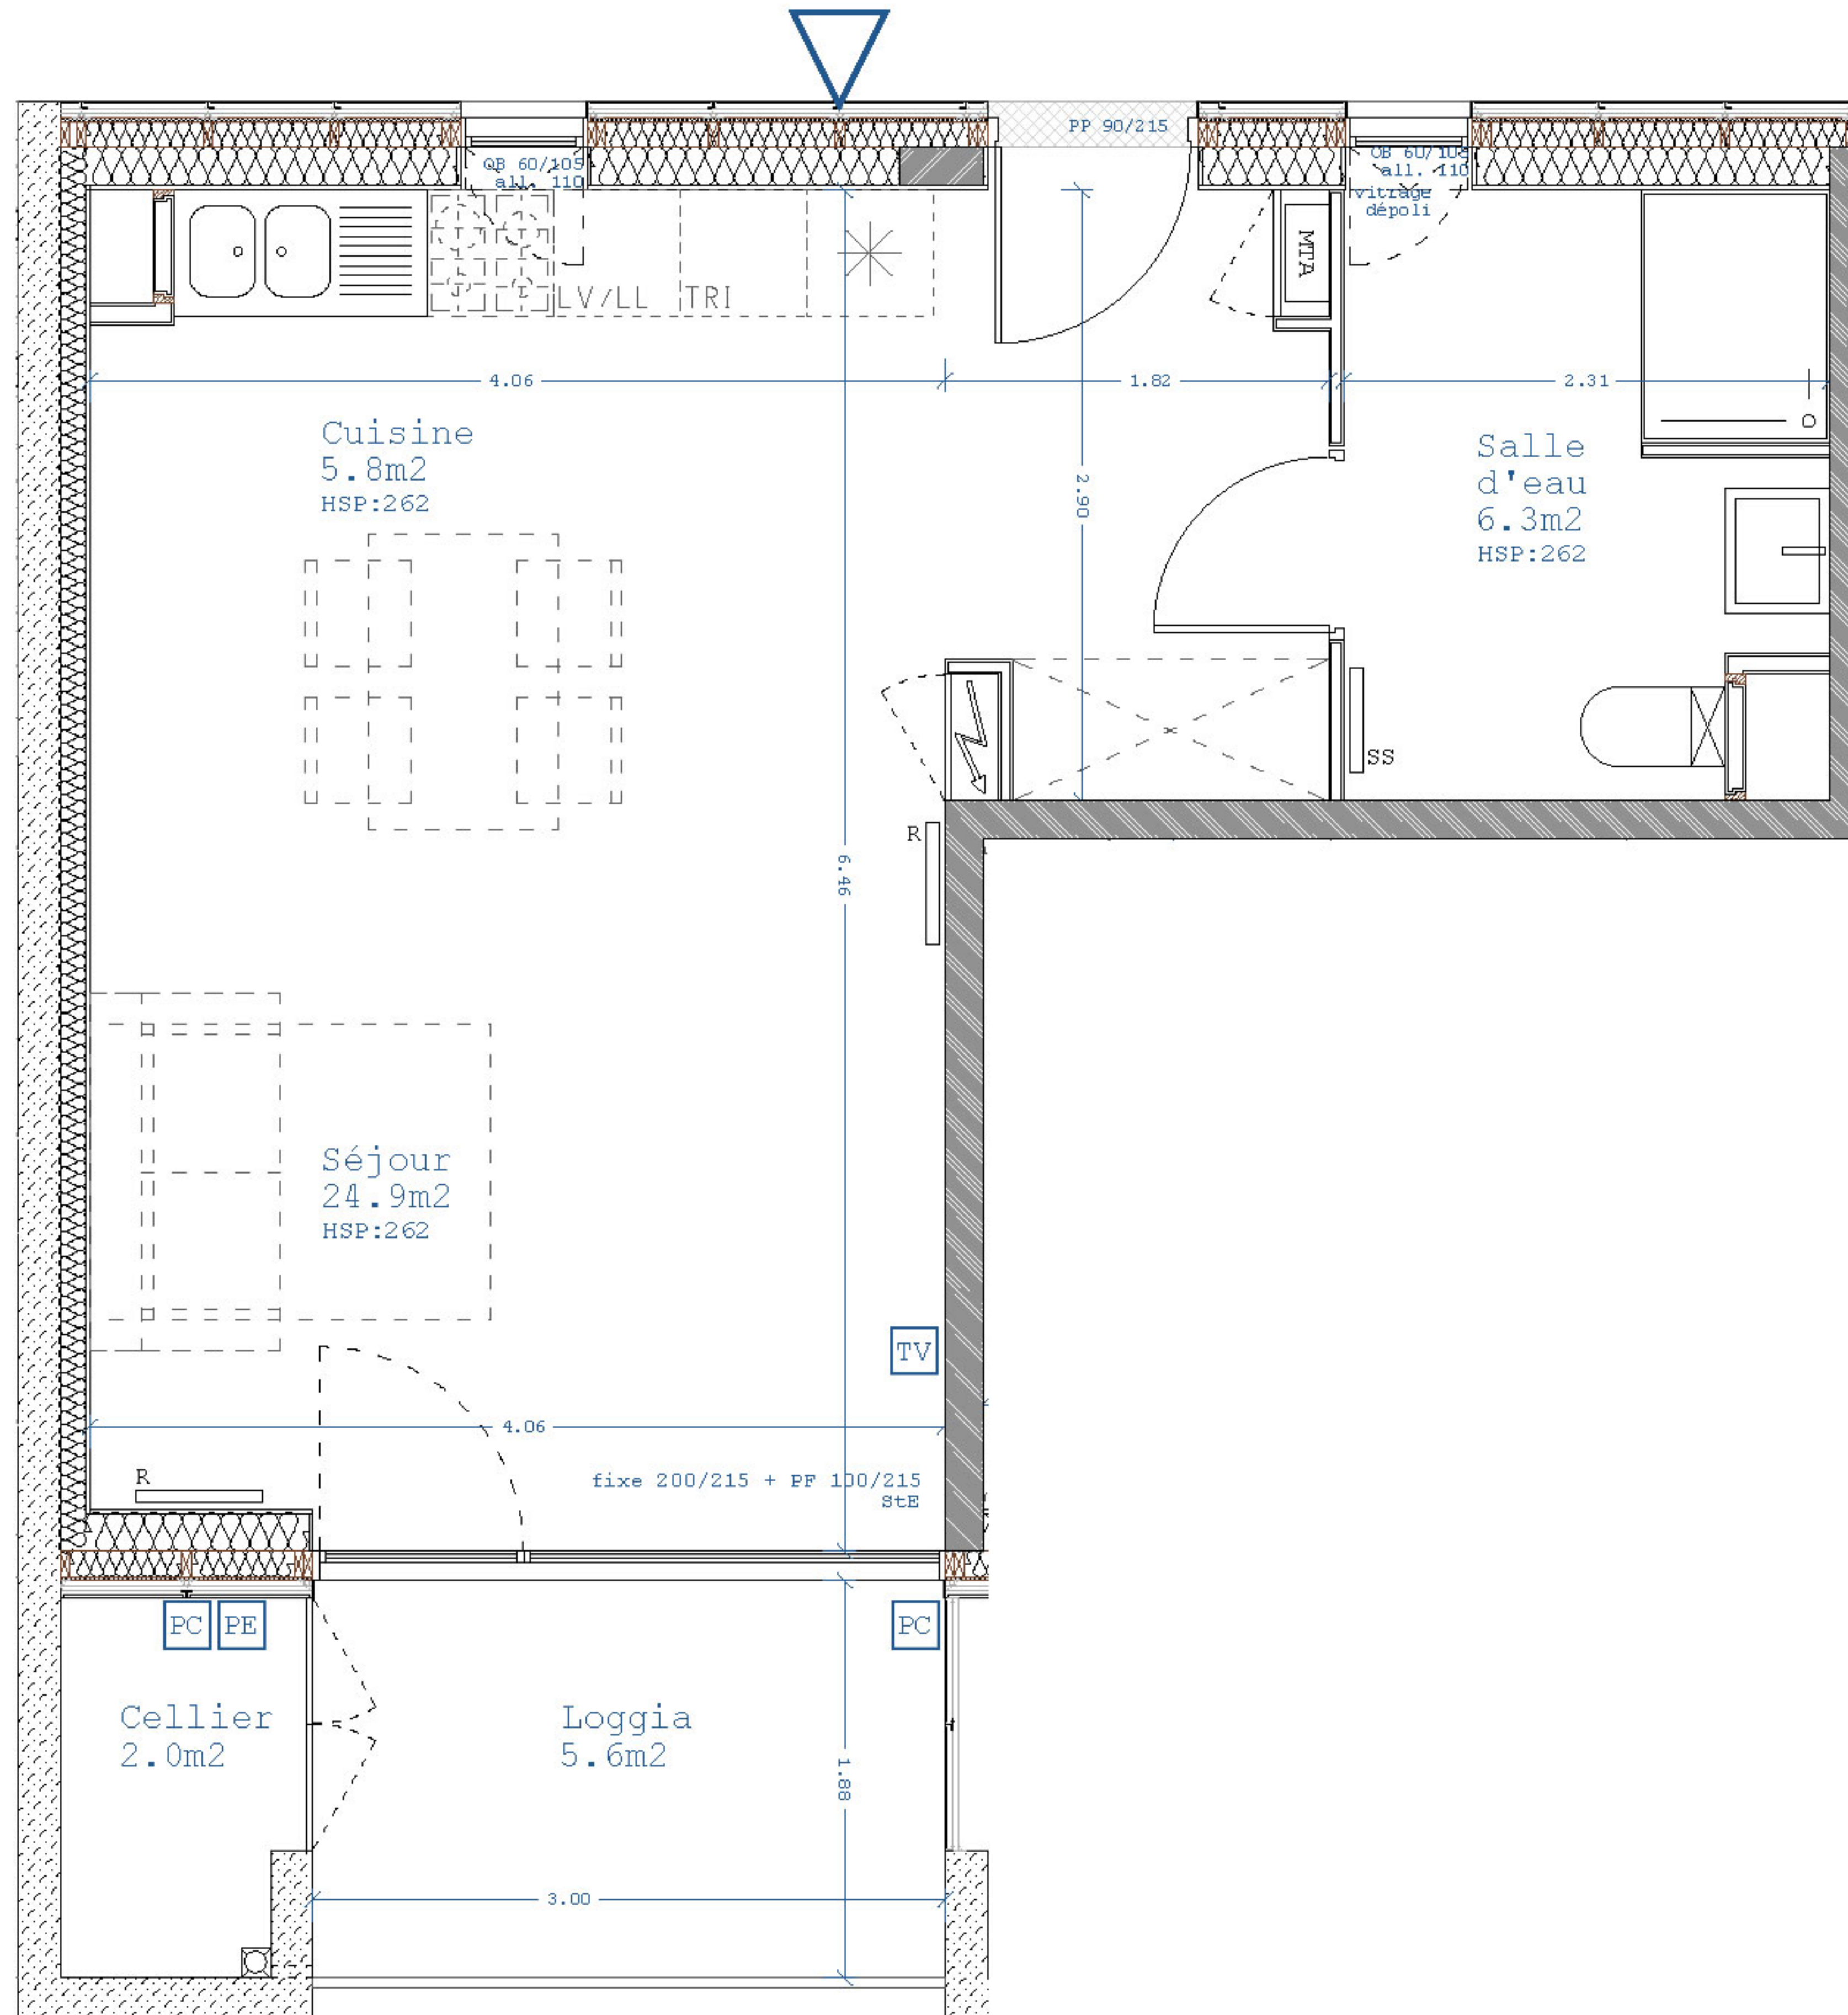 PP 90/215
OB 60/105
all. 110
OB 60/105
all. 110
vitrage
dépoli
MTA
LV/LL
TRI
4.06
1.82
2.31
Cuisine
5.8m2
HSP:262
Salle
d'eau
6.3m2
HSP:262
2.90
SS
R
6.46
Séjour
24.9m2
HSP:262
TV
4.06
R
fixe 200/215 + PF 100/215
StE
PC
PE
PC
Cellier
2.0m2
Loggia
5.6m2
1.88
3.00